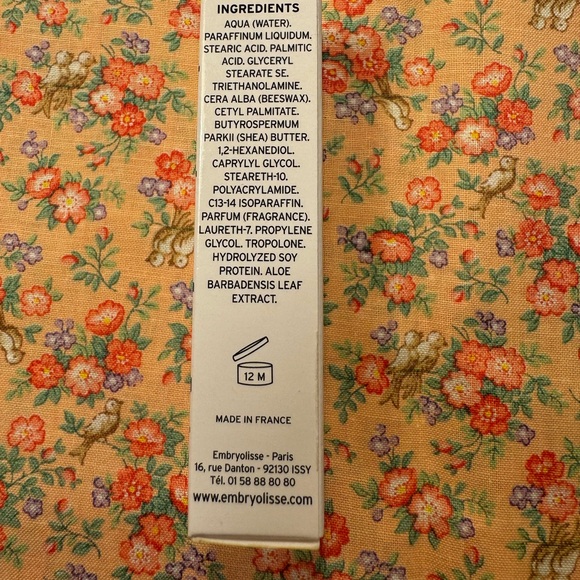 INGREDIENTS
AQUA (WATER).
PARAFFINUM LIQUIDUM.
STEARIC ACID. PALMITIC
ACID. GLYCERYL
STEARATE SE.
TRIETHANOLAMINE.
CERA ALBA (BEESWAX).
CETYL PALMITATE.
BUTYROSPERMUM
PARKII (SHEA) BUTTER.
1,2-HEXANEDIOL.
CAPRYLYL GLYCOL.
STEARETH-10.
POLYACRYLAMIDE.
C13-14 ISOPARAFFIN.
PARFUM (FRAGRANCE).
LAURETH-7. PROPYLENE
GLYCOL. TROPOLONE.
HYDROLYZED SOY
PROTEIN. ALOE
BARBADENSIS LEAF
EXTRACT.
12 M
MADE IN FRANCE
Embryolisse - Paris
16, rue Danton - 92130 ISSY
Tél. 01 58 88 80 80
www.embryolisse.com